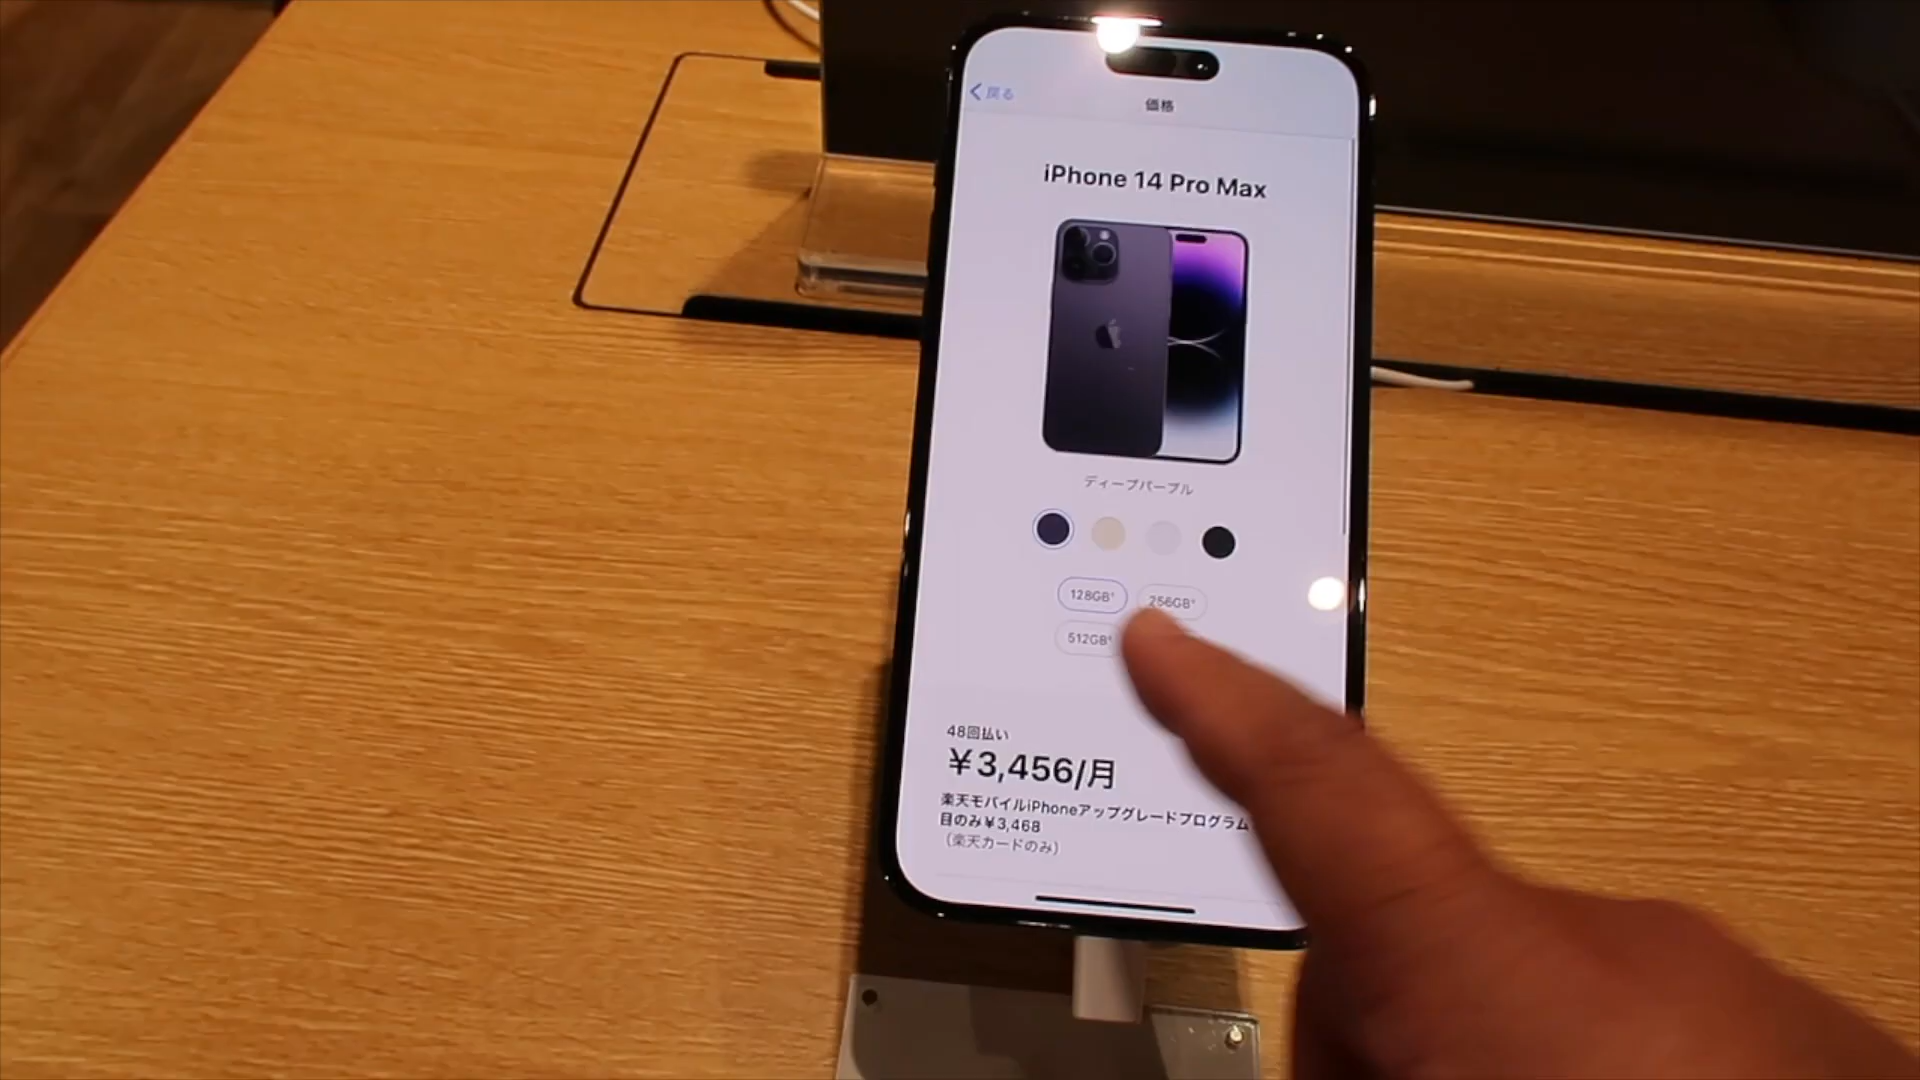 戻る
価格
iPhone 14 Pro Max
ディープパープル
128GB¹ 256GB¹
512GB¹
48回払い
¥3,456/月
楽天モバイルiPhoneアップグレードプログラム
目のみ¥3,468
(楽天カードのみ)